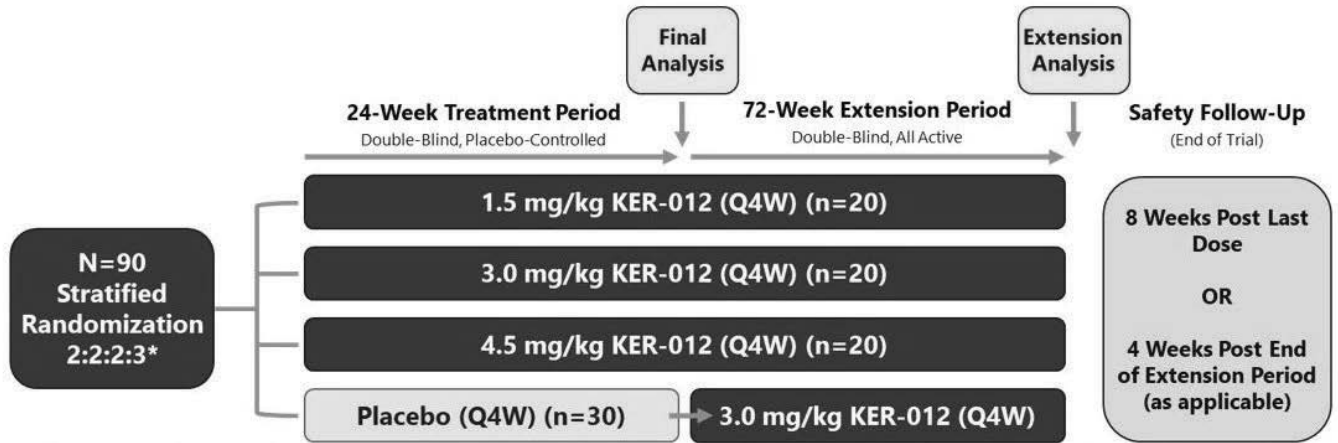 Final
Analysis
Extension
Analysis
24-Week Treatment Period
Double-Blind, Placebo-Controlled
72-Week Extension Period
Double-Blind, All Active
Safety Follow-Up
(End of Trial)
N=90
Stratified
Randomization
2:2:2:3*
1.5 mg/kg KER-012 (Q4W) (n=20)
3.0 mg/kg KER-012 (Q4W) (n=20)
4.5 mg/kg KER-012 (Q4W) (n=20)
Placebo (Q4W) (n=30)
3.0 mg/kg KER-012 (Q4W)
8 Weeks Post Last
Dose
OR
4 Weeks Post End
of Extension Period
(as applicable)